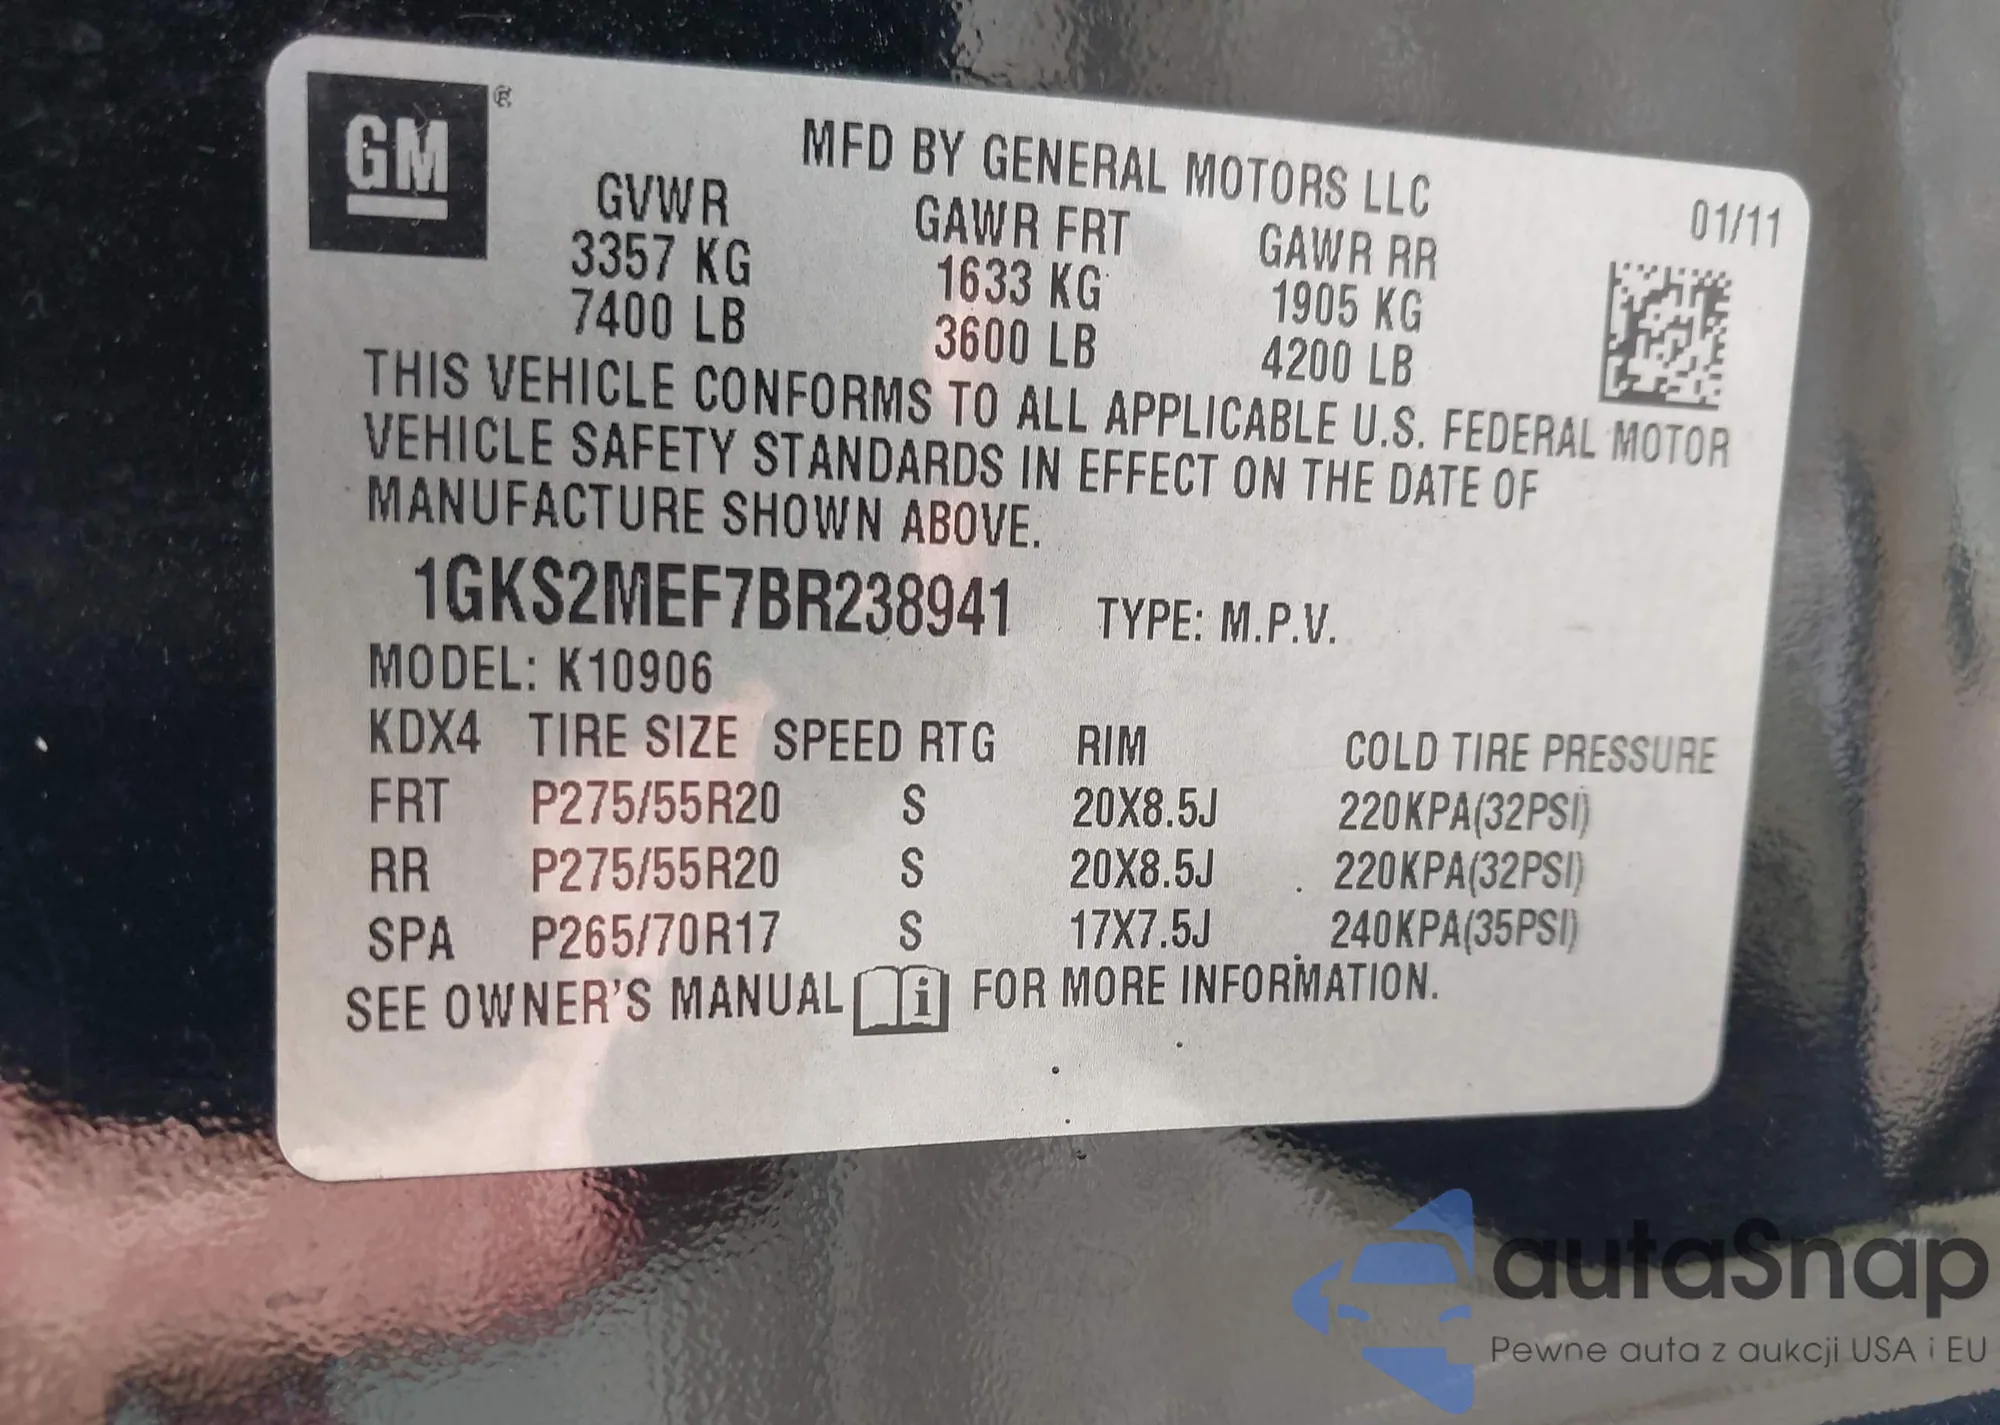 GM®
MFD BY GENERAL MOTORS LLC
01/11
GVWR GAWR FRT GAWR RR
3357 KG 1633 KG 1905 KG
7400 LB 3600 LB 4200 LB
THIS VEHICLE CONFORMS TO ALL APPLICABLE U.S. FEDERAL MOTOR
VEHICLE SAFETY STANDARDS IN EFFECT ON THE DATE OF
MANUFACTURE SHOWN ABOVE.
1GKS2MEF7BR238941 TYPE: M.P.V.
MODEL: K10906
KDX4 TIRE SIZE SPEED RTG RIM COLD TIRE PRESSURE
FRT P275/55R20 S 20X8.5J 220KPA(32PSI)
RR P275/55R20 S 20X8.5J 220KPA(32PSI)
SPA P265/70R17 S 17X7.5J 240KPA(35PSI)
SEE OWNER'S MANUAL i FOR MORE INFORMATION.
autaSnap
Pewne auta z aukcji USA i EU